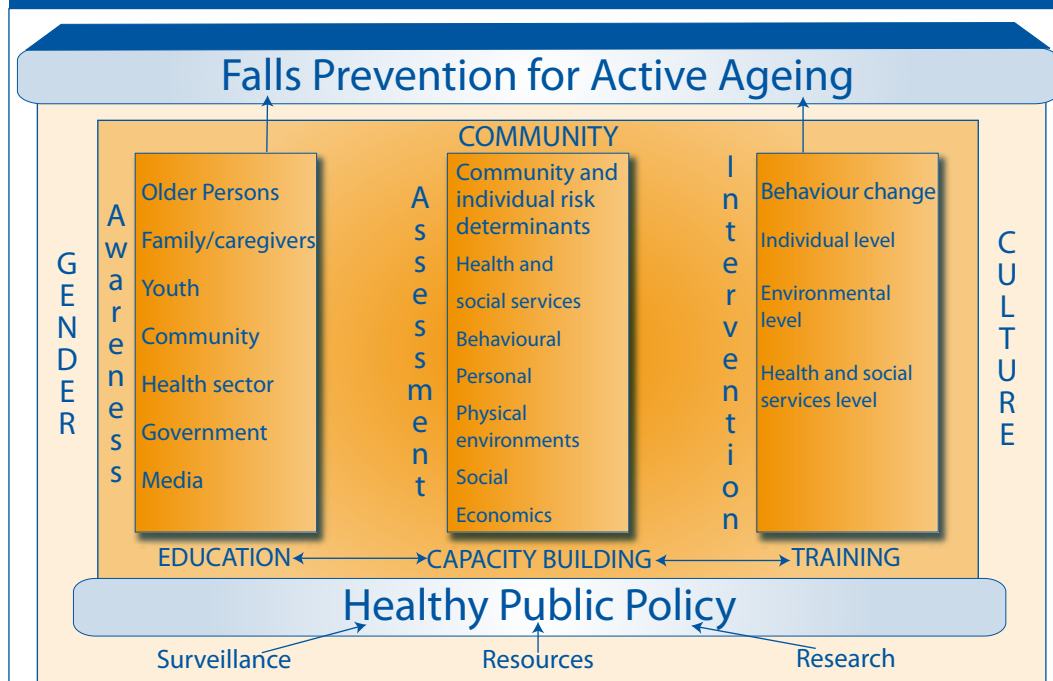 Falls Prevention for Active Ageing
COMMUNITY
GENDER
Awareness
Older Persons
Family/caregivers
Youth
Community
Health sector
Government
Media
Assessment
Community and
individual risk
determinants
Health and
social services
Behavioural
Personal
Physical
environments
Social
Economics
Intervention
Behaviour change
Individual level
Environmental
level
Health and social
services level
CULTURE
EDUCATION
CAPACITY BUILDING
TRAINING
Healthy Public Policy
Surveillance
Resources
Research